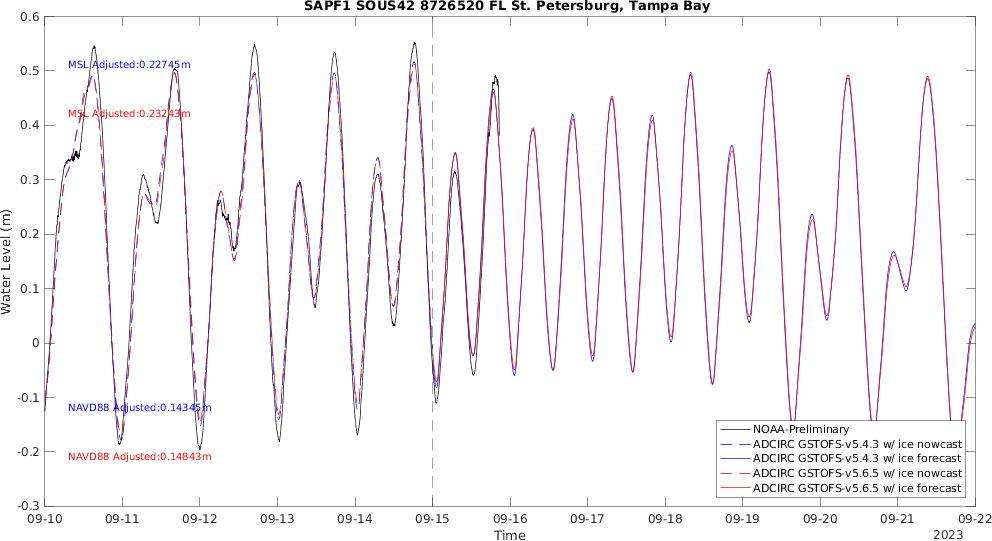 SAPF1 SOUS42 8726520 FL St. Petersburg, Tampa Bay
0.6
0.5
0.4
0.3
0.2
0.1
0
-0.1
-0.2
-0.3
Water Level (m)
MSL Adjusted:0.22745m
MSL Adjusted:0.23243m
NAVD88 Adjusted:0.14345m
NAVD88 Adjusted:0.14843m
NOAA-Preliminary
ADCIRC GSTOFS-v5.4.3 w/ ice nowcast
ADCIRC GSTOFS-v5.4.3 w/ ice forecast
ADCIRC GSTOFS-v5.6.5 w/ ice nowcast
ADCIRC GSTOFS-v5.6.5 w/ ice forecast
09-10 09-11 09-12 09-13 09-14 09-15 09-16 09-17 09-18 09-19 09-20 09-21 09-22
Time
2023